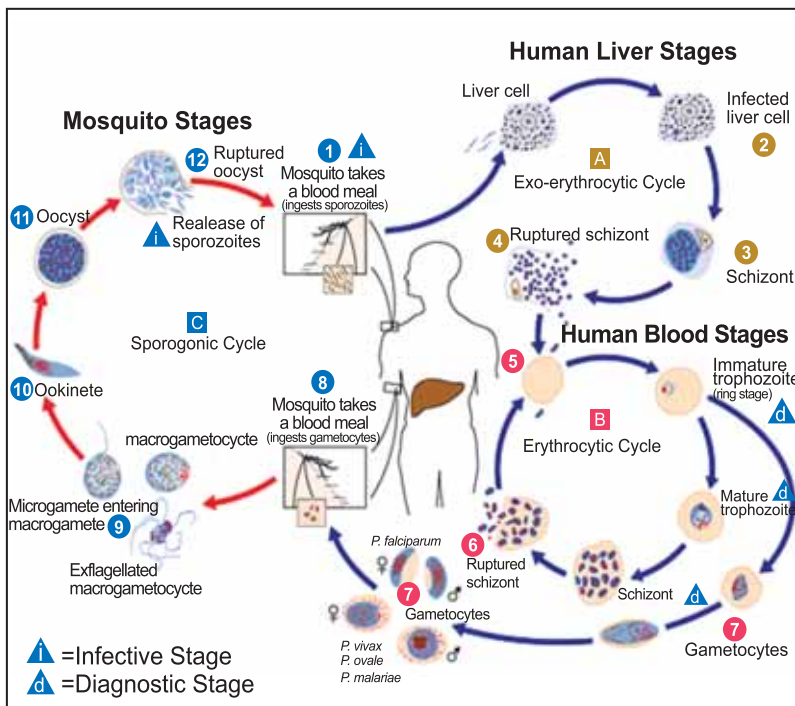 Human Liver Stages
Liver cell
Infected
liver cell
2
A
Exo-erythrocytic Cycle
4 Ruptured schizont
3
Schizont
Mosquito Stages
12 Ruptured
oocyst
1 i
Mosquito takes
a blood meal
(ingests sporozoites)
11 Oocyst
i Realease of
sporozoites
C
Sporogonic Cycle
10 Ookinete
8
Mosquito takes
a blood meal
(ingests gametocytes)
macrogametocycte
Microgamete entering
macrogamete 9
Exflagellated
macrogametocyte
Human Blood Stages
5
Immature
trophozoite
(ring stage)
d
B
Erythrocytic Cycle
Mature d
trophozoite
6
Ruptured
schizont
Schizont d
7
Gametocytes
P. falciparum
♀
♂
7
Gametocytes
♀
♂
P. vivax
P. ovale
P. malariae
i =Infective Stage
d =Diagnostic Stage